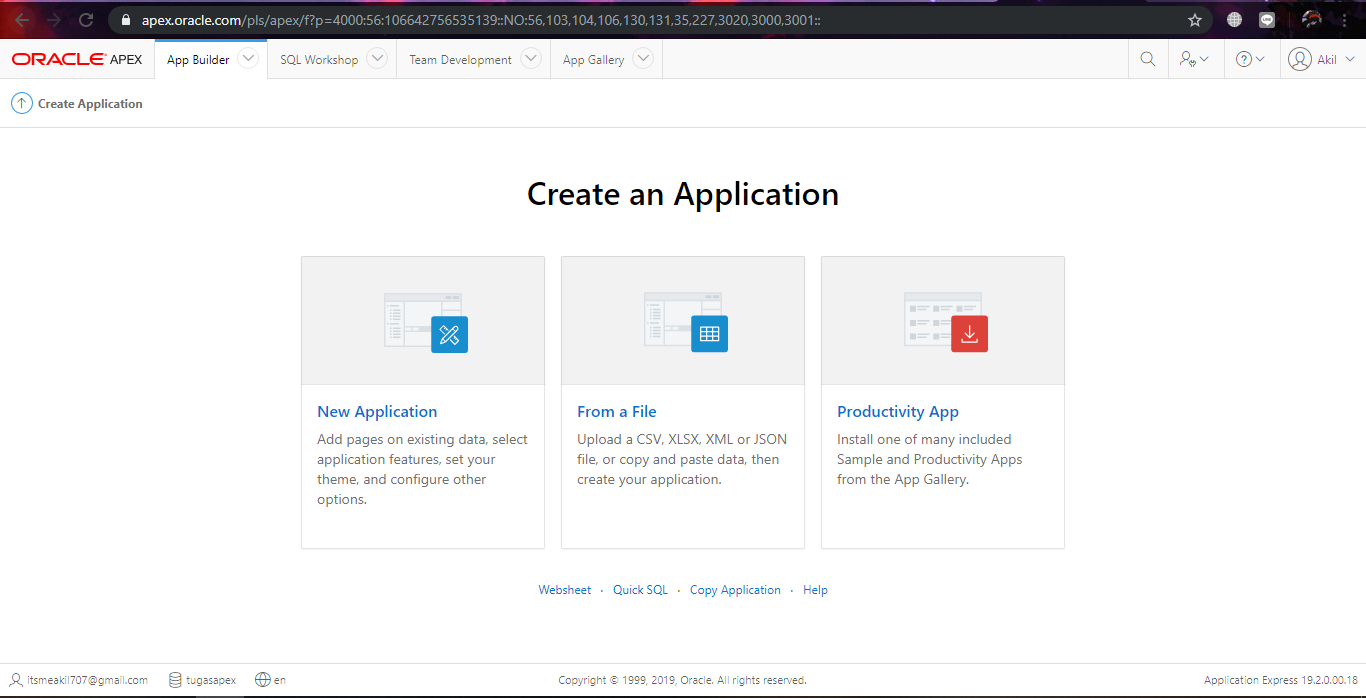 apex.oracle.com/pls/apex/f?p=4000:56:106642756535139::NO:56,103,104,106,130,131,35,227,3020,3000,3001::
ORACLE APEX App Builder SQL Workshop Team Development App Gallery Akil
Create Application
Create an Application
New Application
Add pages on existing data, select
application features, set your
theme, and configure other
options.
From a File
Upload a CSV, XLSX, XML or JSON
file, or copy and paste data, then
create your application.
Productivity App
Install one of many included
Sample and Productivity Apps
from the App Gallery.
Websheet · Quick SQL · Copy Application · Help
itsmeakil707@gmail.com tugasapex en Copyright © 1999, 2019, Oracle. All rights reserved. Application Express 19.2.0.00.18